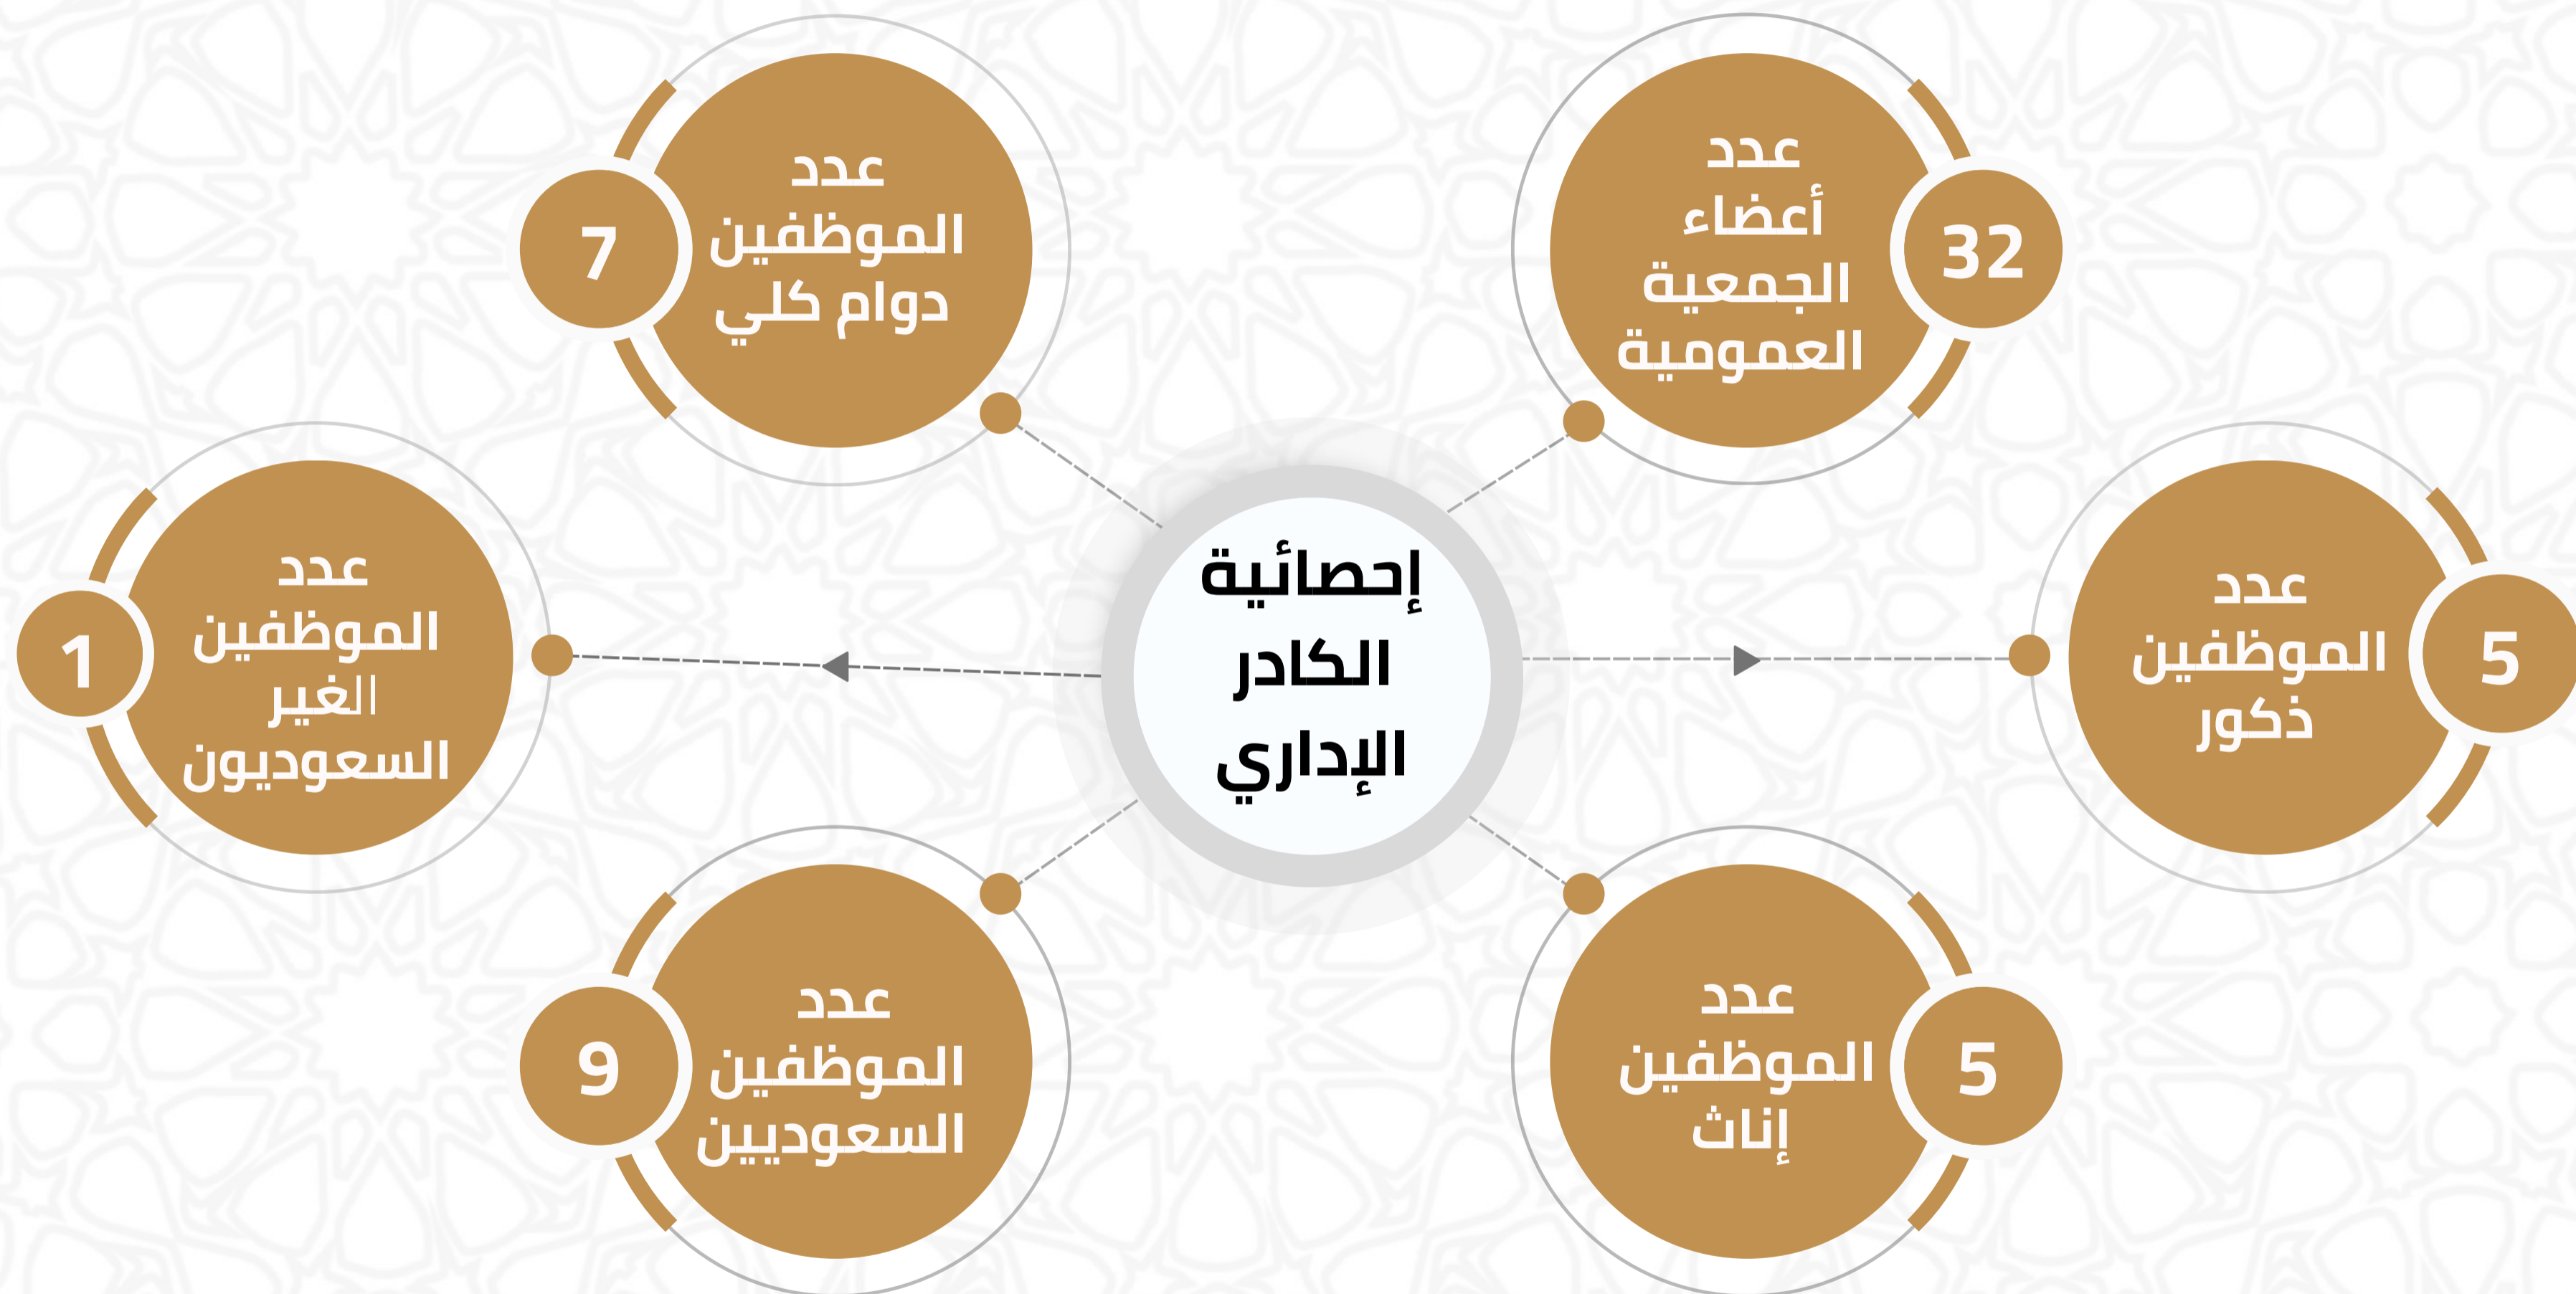 إحصائية
الكادر
الإداري
عدد
أعضاء
الجمعية
العمومية
32
عدد
الموظفين
ذكور
5
عدد
الموظفين
إناث
5
عدد
الموظفين
دوام كلي
7
عدد
الموظفين
الغير
السعوديون
1
عدد
الموظفين
السعوديين
9